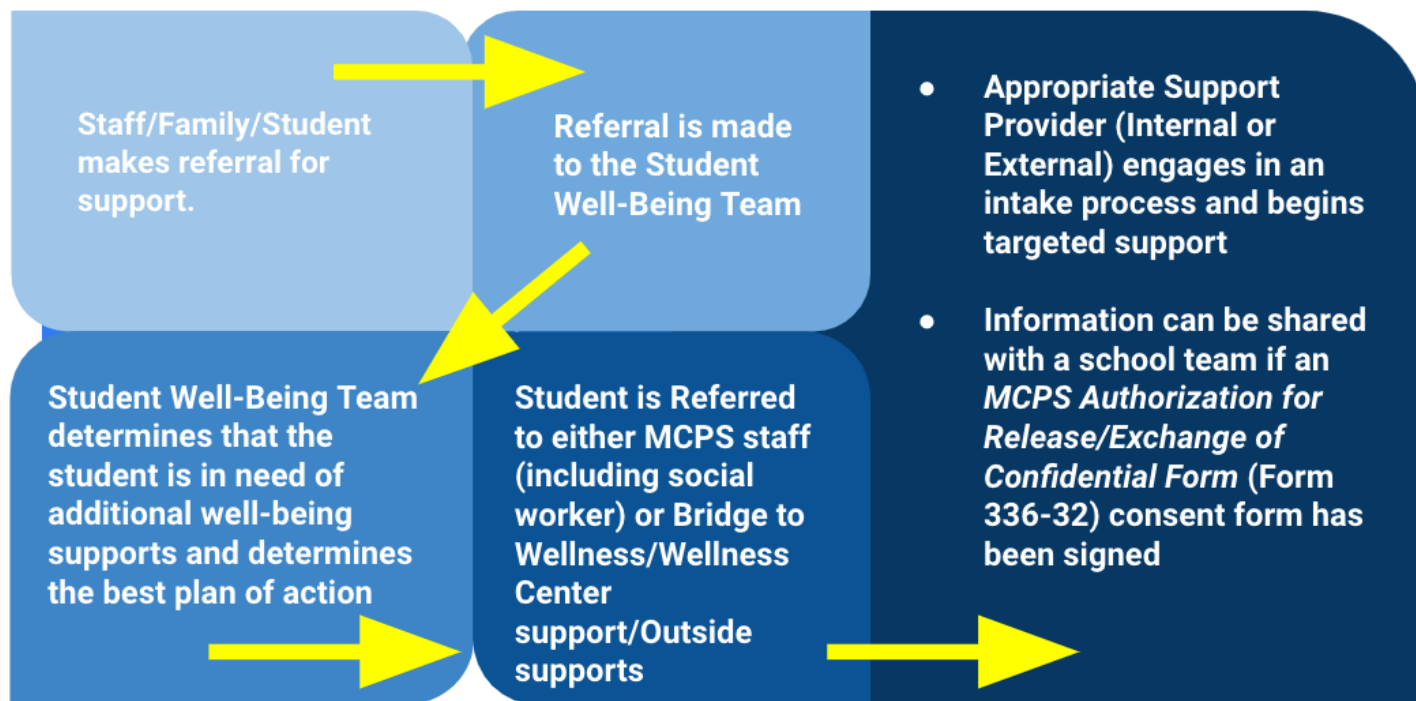 Staff/Family/Student
makes referral for
support.
Referral is made
to the Student
Well-Being Team
Student Well-Being Team
determines that the
student is in need of
additional well-being
supports and determines
the best plan of action
Student is Referred
to either MCPS staff
(including social
worker) or Bridge to
Wellness/Wellness
Center
support/Outside
supports
● Appropriate Support
Provider (Internal or
External) engages in an
intake process and begins
targeted support
● Information can be shared
with a school team if an
MCPS Authorization for
Release/Exchange of
Confidential Form (Form
336-32) consent form has
been signed